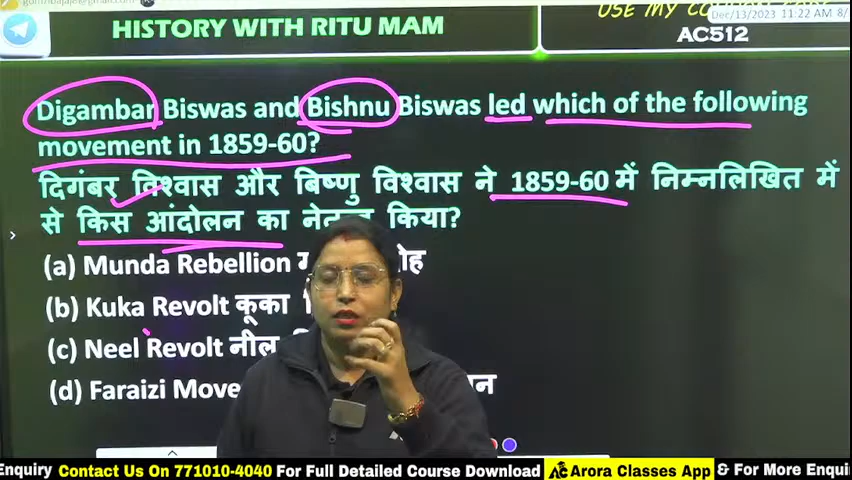 HISTORY WITH RITU MAM
USE MY
Dec/13/2023 11:22 AM 8/
AC512
Digambar Biswas and Bishnu Biswas led which of the following
movement in 1859-60?
दिगंबर विश्वास और बिष्णु विश्वास ने 1859-60 में निम्नलिखित में
से किस आंदोलन का किया?
(a) Munda Rebellion
(b) Kuka Revolt कूका
(c) Neel Revolt नील
(d) Faraizi
Enquiry Contact Us On 771010-4040 For Full Detailed Course Download AC Arora Classes App & For More Enqui